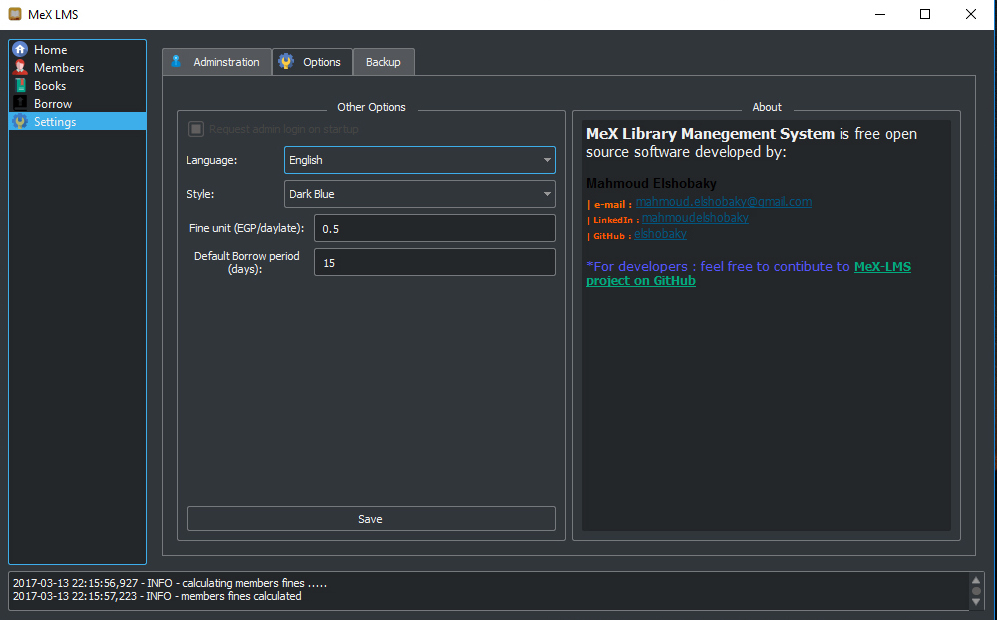 MeX LMS
Home
Members
Books
Borrow
Settings
Adminstration
Options
Backup
Other Options
Request admin login on startup
Language:
English
Style:
Dark Blue
Fine unit (EGP/daylate):
0.5
Default Borrow period
(days):
15
Save
About
MeX Library Manegement System is free open
source software developed by:
Mahmoud Elshobaky
| e-mail : mahmoud.elshobaky@gmail.com
| LinkedIn : mahmoudelshobaky
| GitHub : elshobaky
*For developers : feel free to contibute to MeX-LMS
project on GitHub
2017-03-13 22:15:56,927 - INFO - calculating members fines .....
2017-03-13 22:15:57,223 - INFO - members fines calculated